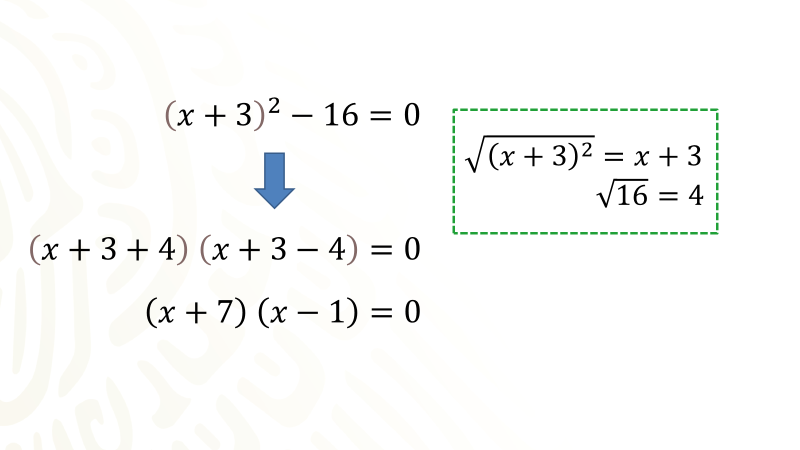 (x + 3)² − 16 = 0
√(x + 3)² = x + 3
√16 = 4
(x + 3 + 4) (x + 3 − 4) = 0
(x + 7) (x − 1) = 0